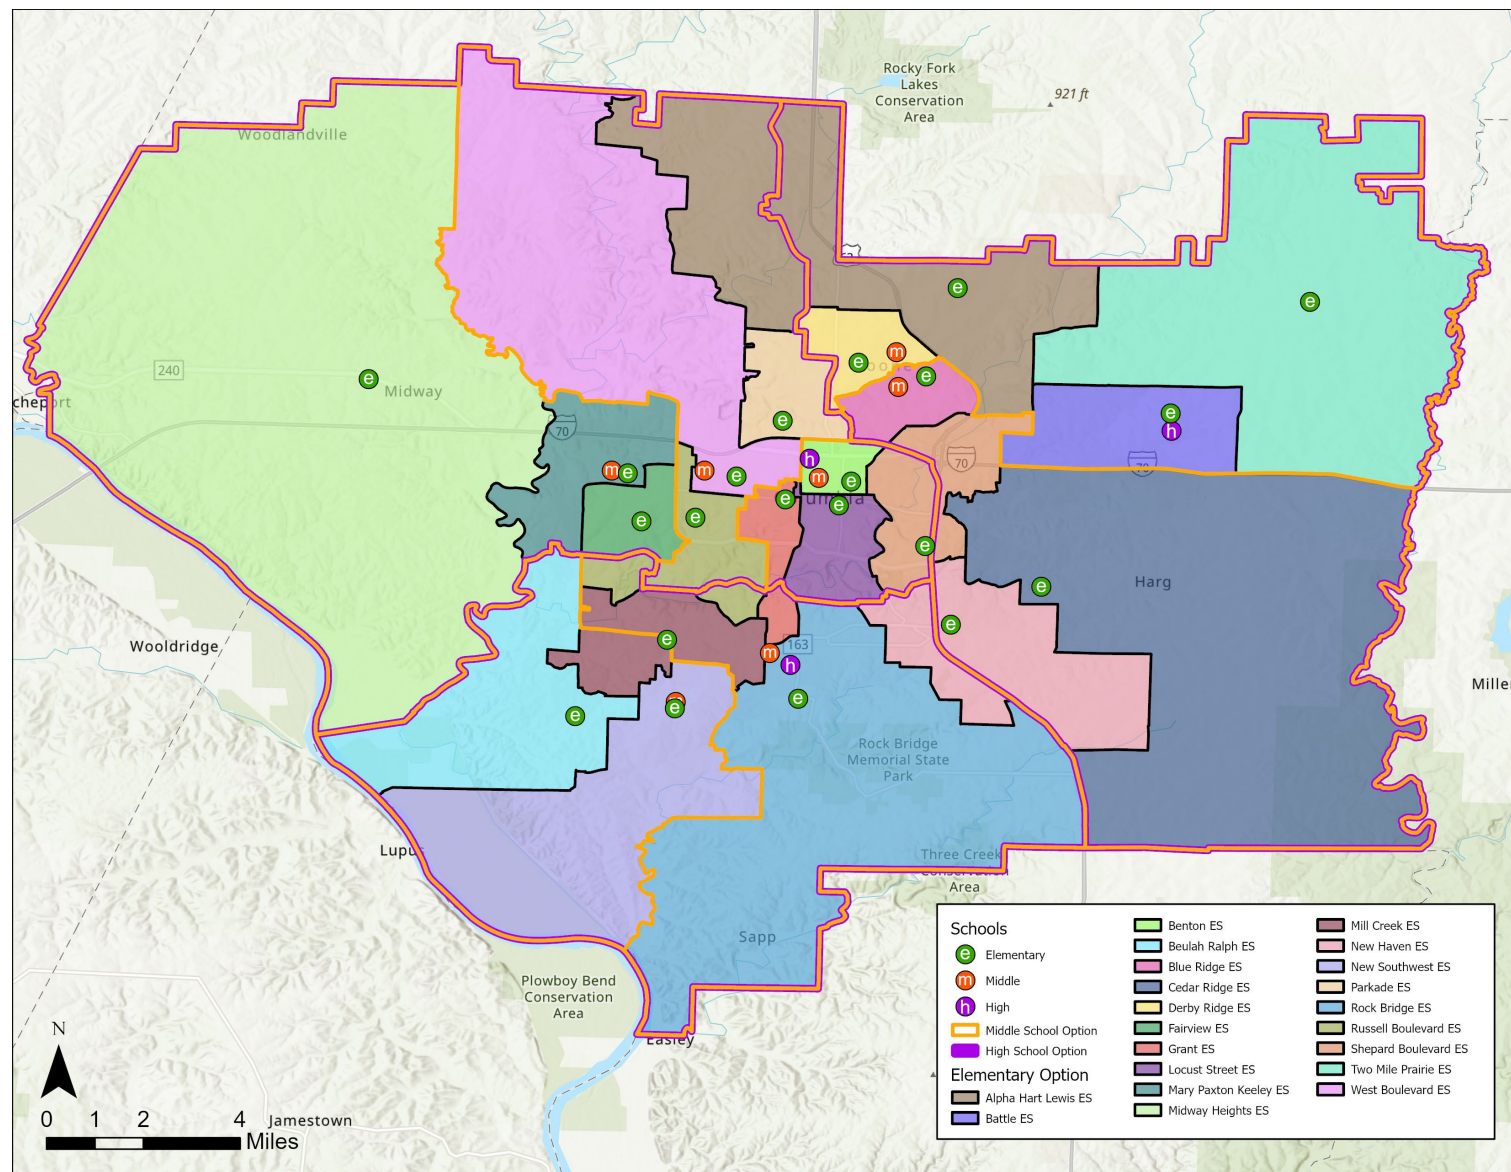 Rocky Fork
Lakes
Conservation
Area
921 ft
Woodlandville
240
Midway
cheport
70
70
70
e
e
e
m
e
m
e
m
e
e
h
m
e
h
m
e
m
e
h
m
e
e
e
e
e
e
Harg
Wooldridge
163
e
e
e
m
h
Miller
e
m
e
e
Rock Bridge
Memorial State
Park
Lupus
Three Creek
Conservation
Area
Sapp
Plowboy Bend
Conservation
Area
Easley
Jamestown
N
0 1 2 4
Miles
Schools
e Elementary
m Middle
h High
Middle School Option
High School Option
Elementary Option
Alpha Hart Lewis ES
Battle ES
Benton ES
Beulah Ralph ES
Blue Ridge ES
Cedar Ridge ES
Derby Ridge ES
Fairview ES
Grant ES
Locust Street ES
Mary Paxton Keeley ES
Midway Heights ES
Mill Creek ES
New Haven ES
New Southwest ES
Parkade ES
Rock Bridge ES
Russell Boulevard ES
Shepard Boulevard ES
Two Mile Prairie ES
West Boulevard ES